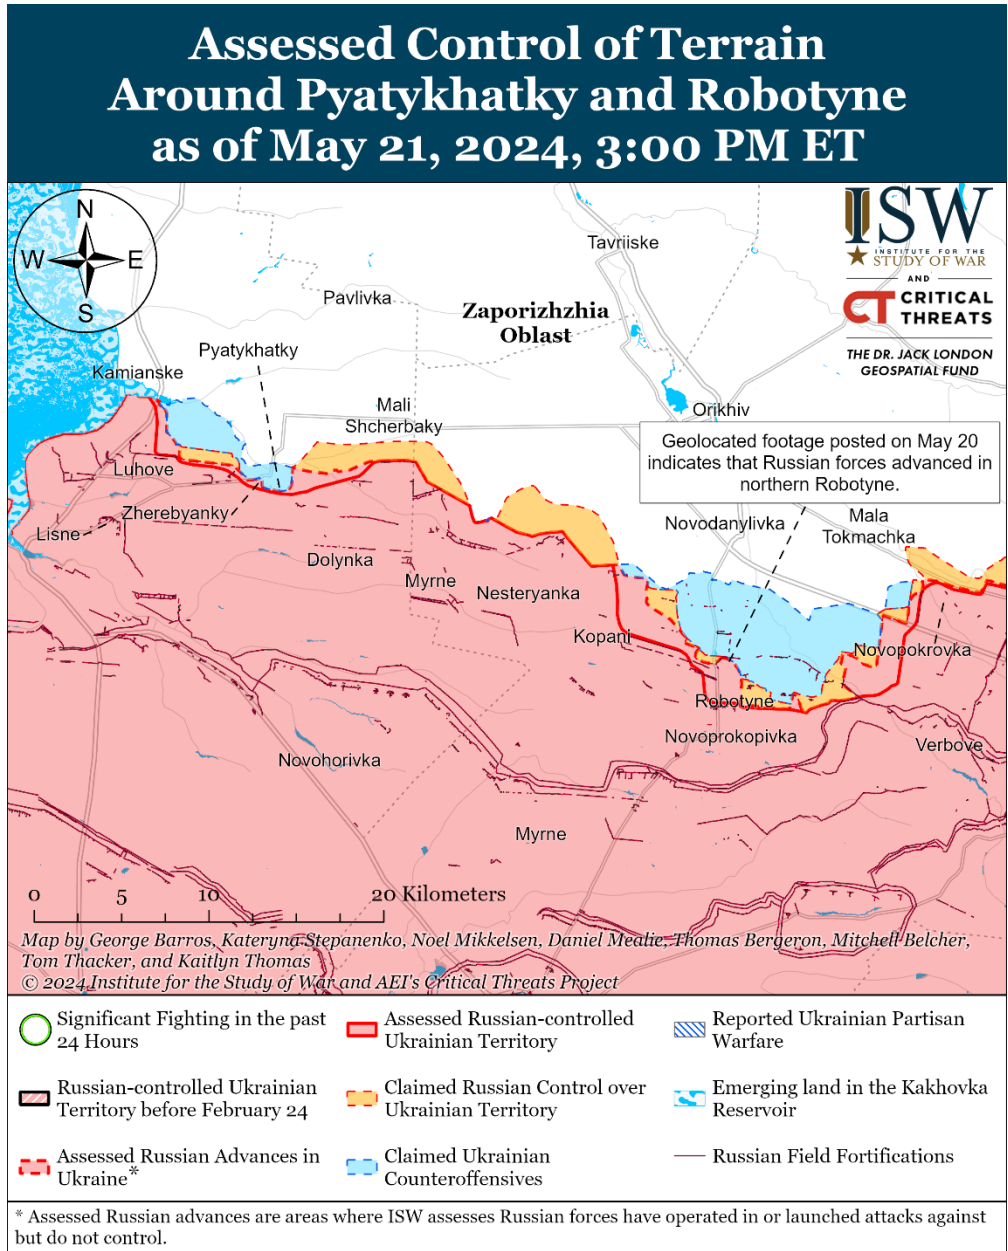 Assessed Control of Terrain
Around Pyatykhatky and Robotyne
as of May 21, 2024, 3:00 PM ET
N
W
E
S
ISW
INSTITUTE FOR THE
STUDY OF WAR
AND
CT CRITICAL
THREATS
THE DR. JACK LONDON
GEOSPATIAL FUND
Tavriiske
Pavlivka
Zaporizhzhia
Oblast
Pyatykhatky
Kamianske
Mali
Shcherbaky
Orikhiv
Geolocated footage posted on May 20
indicates that Russian forces advanced in
northern Robotyne.
Luhove
Zherebyanky
Lisne
Novodanylivka
Mala
Tokmachka
Dolynka
Myrne
Nesteryanka
Kopani
Novopokrovka
Robotyne
Novoprokopivka
Verbove
Novohorivka
Myrne
0 5 10 20 Kilometers
Map by George Barros, Kateryna Stepanenko, Noel Mikkelsen, Daniel Mealie, Thomas Bergeron, Mitchell Belcher,
Tom Thacker, and Kaitlyn Thomas
© 2024 Institute for the Study of War and AEI's Critical Threats Project
Significant Fighting in the past
24 Hours
Assessed Russian-controlled
Ukrainian Territory
Reported Ukrainian Partisan
Warfare
Russian-controlled Ukrainian
Territory before February 24
Claimed Russian Control over
Ukrainian Territory
Emerging land in the Kakhovka
Reservoir
Assessed Russian Advances in
Ukraine*
Claimed Ukrainian
Counteroffensives
Russian Field Fortifications
* Assessed Russian advances are areas where ISW assesses Russian forces have operated in or launched attacks against
but do not control.